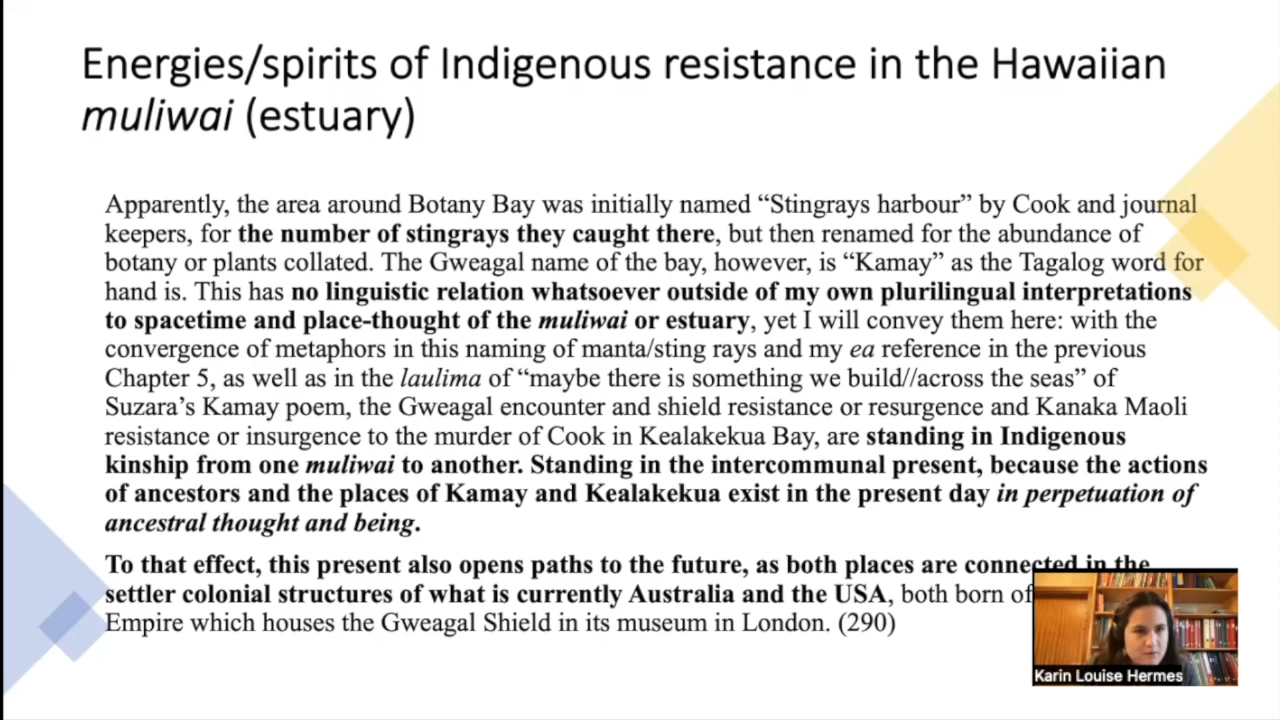 Energies/spirits of Indigenous resistance in the Hawaiian
muliwai (estuary)
Apparently, the area around Botany Bay was initially named “Stingrays harbour” by Cook and journal
keepers, for the number of stingrays they caught there, but then renamed for the abundance of
botany or plants collated. The Gweagal name of the bay, however, is “Kamay” as the Tagalog word for
hand is. This has no linguistic relation whatsoever outside of my own plurilingual interpretations
to spacetime and place-thought of the muliwai or estuary, yet I will convey them here: with the
convergence of metaphors in this naming of manta/sting rays and my ea reference in the previous
Chapter 5, as well as in the laulima of “maybe there is something we build//across the seas” of
Suzara’s Kamay poem, the Gweagal encounter and shield resistance or resurgence and Kanaka Maoli
resistance or insurgence to the murder of Cook in Kealakekua Bay, are standing in Indigenous
kinship from one muliwai to another. Standing in the intercommunal present, because the actions
of ancestors and the places of Kamay and Kealakekua exist in the present day in perpetuation of
ancestral thought and being.
To that effect, this present also opens paths to the future, as both places are connected in the
settler colonial structures of what is currently Australia and the USA, both born of
Empire which houses the Gweagal Shield in its museum in London. (290)
Karin Louise Hermes